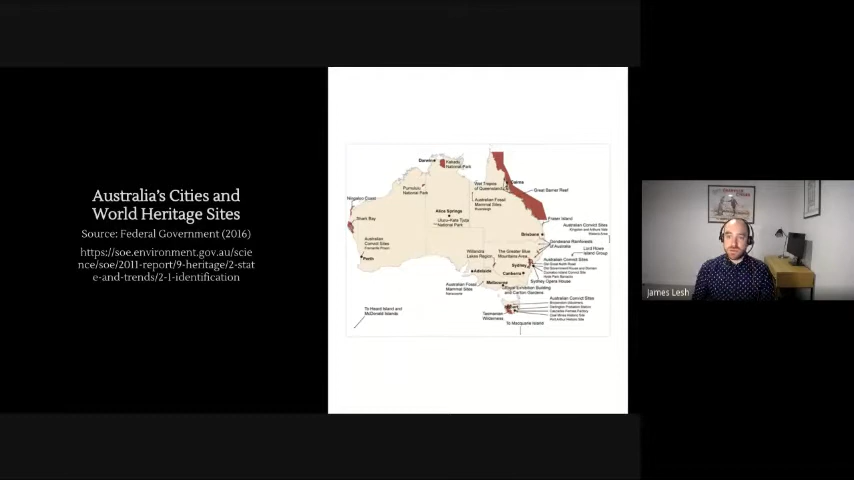 Australia's Cities and
World Heritage Sites
Source: Federal Government (2016)
https://soe.environment.gov.au/scie
nce/soe/2011-report/9-heritage/2-stat
e-and-trends/2-1-identification
Darwin
Kakadu
National Park
Purnululu
National Park
Wet Tropics
of Queensland
Cairns
Great Barrier Reef
Australian Fossil
Mammal Sites
Ningaloo Coast
Shark Bay
Alice Springs
Uluru-Kata Tjuta
National Park
Fraser Island
Australian Convict Sites
Brisbane
Gondwana Rainforests
of Australia
Lord Howe
Island Group
Australian
Convict Sites
Perth
Willandra
Lakes Region
The Greater Blue
Mountains Area
Sydney
Australian Convict Sites
Adelaide
Canberra
Sydney Opera House
Australian Fossil
Mammal Sites
Melbourne
Royal Exhibition Building
and Carlton Gardens
Australian Convict Sites
To Heard Island and
McDonald Islands
Tasmanian
Wilderness
To Macquarie Island
James Lesh